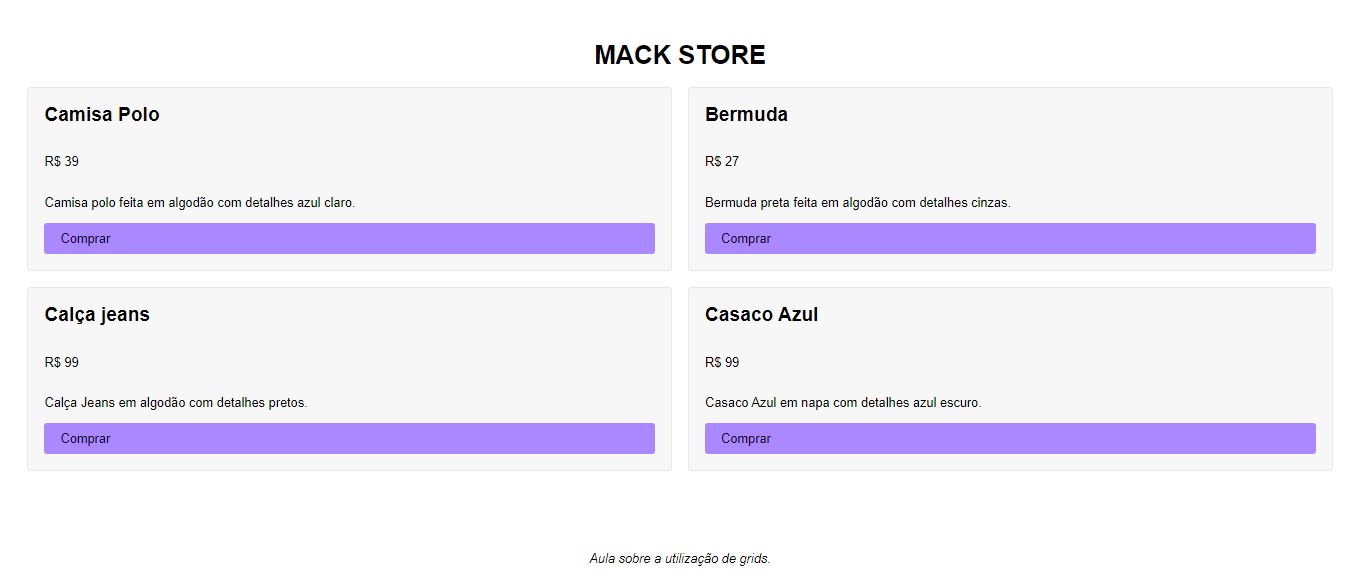 MACK STORE
Camisa Polo
R$ 39
Camisa polo feita em algodão com detalhes azul claro.
Comprar
Bermuda
R$ 27
Bermuda preta feita em algodão com detalhes cinzas.
Comprar
Calça jeans
R$ 99
Calça Jeans em algodão com detalhes pretos.
Comprar
Casaco Azul
R$ 99
Casaco Azul em napa com detalhes azul escuro.
Comprar
Aula sobre a utilização de grids.